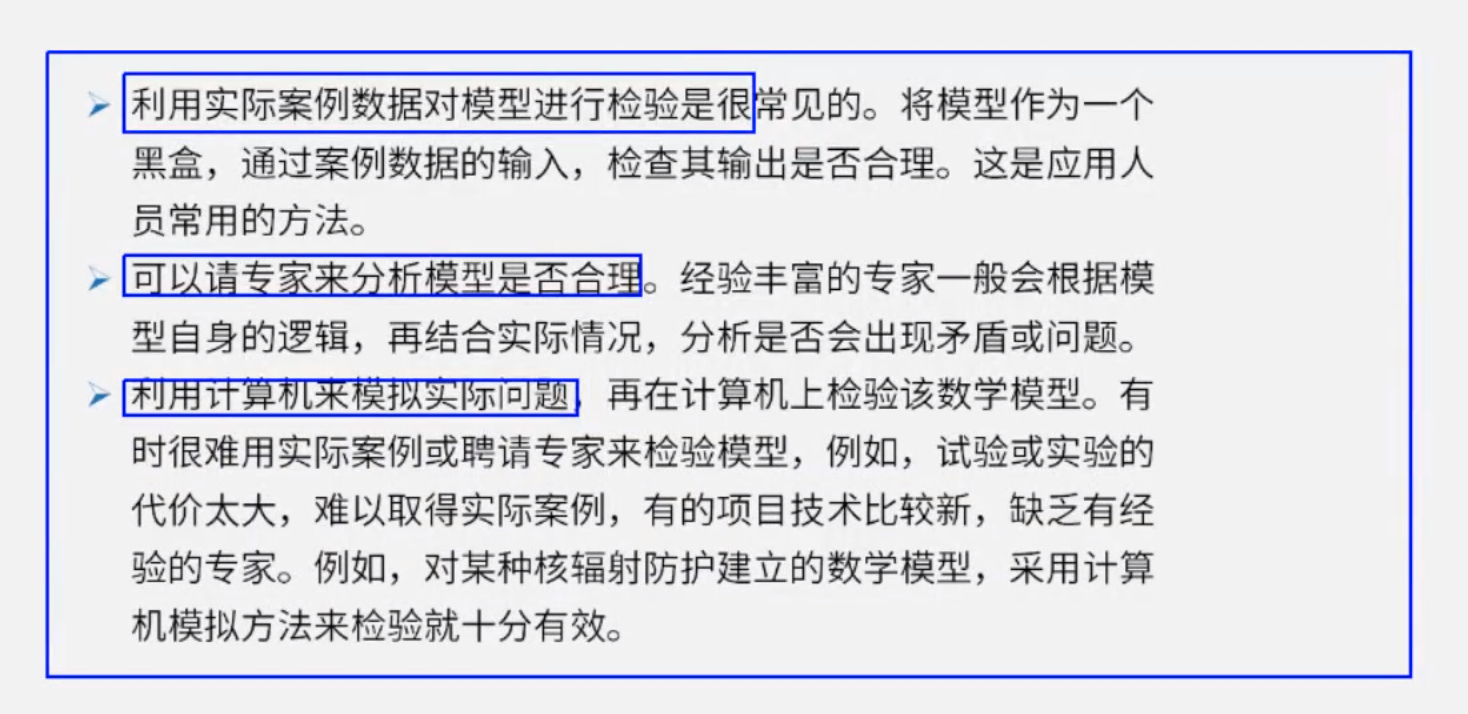 ➢ 利用实际案例数据对模型进行检验是很常见的。将模型作为一个
黑盒，通过案例数据的输入，检查其输出是否合理。这是应用人
员常用的方法。
➢ 可以请专家来分析模型是否合理。经验丰富的专家一般会根据模
型自身的逻辑，再结合实际情况，分析是否会出现矛盾或问题。
➢ 利用计算机来模拟实际问题，再在计算机上检验该数学模型。有
时很难用实际案例或聘请专家来检验模型，例如，试验或实验的
代价太大，难以取得实际案例，有的项目技术比较新，缺乏有经
验的专家。例如，对某种核辐射防护建立的数学模型，采用计算
机模拟方法来检验就十分有效。